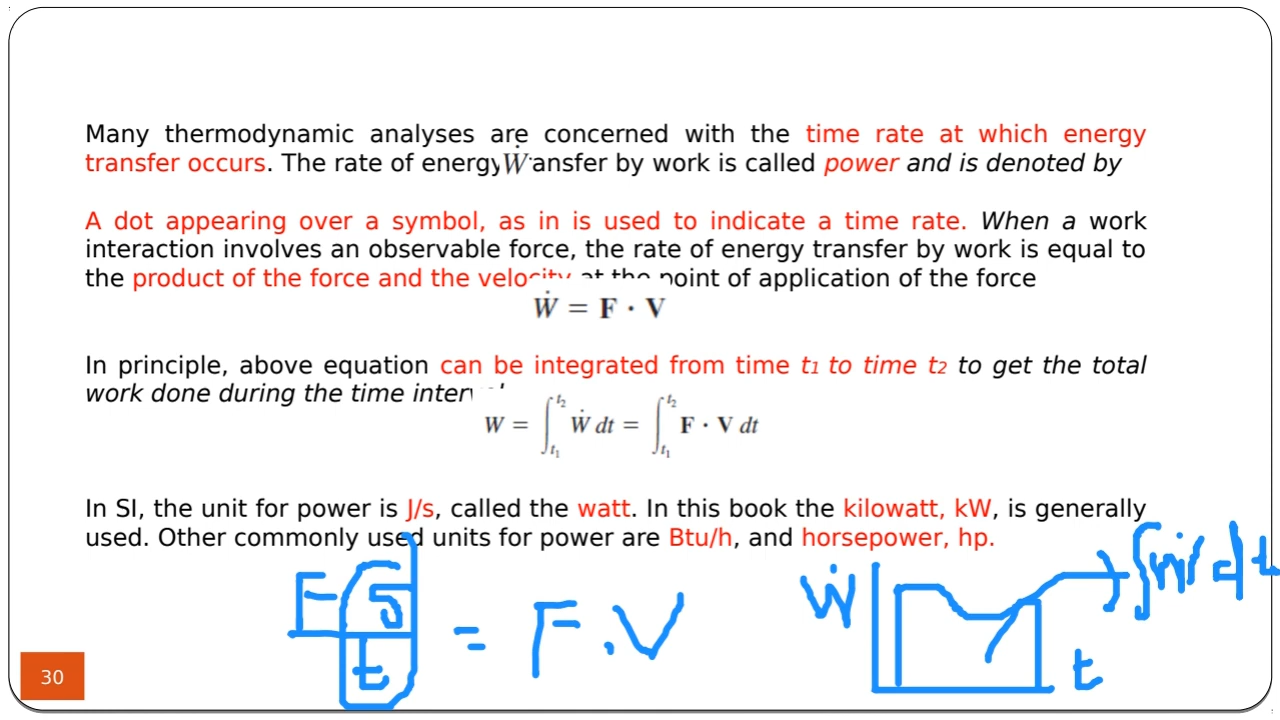 Many thermodynamic analyses are concerned with the time rate at which energy
transfer occurs. The rate of energy Ẇ ansfer by work is called power and is denoted by
A dot appearing over a symbol, as in is used to indicate a time rate. When a work
interaction involves an observable force, the rate of energy transfer by work is equal to
the product of the force and the velocity at the point of application of the force
Ẇ = F · V
In principle, above equation can be integrated from time t1 to time t2 to get the total
work done during the time interval
W = ∫t1 t2 Ẇ dt = ∫t1 t2 F · V dt
In SI, the unit for power is J/s, called the watt. In this book the kilowatt, kW, is generally
used. Other commonly used units for power are Btu/h, and horsepower, hp.
F S / t = F . V
Ẇ
∫ Ẇ dt
t
30